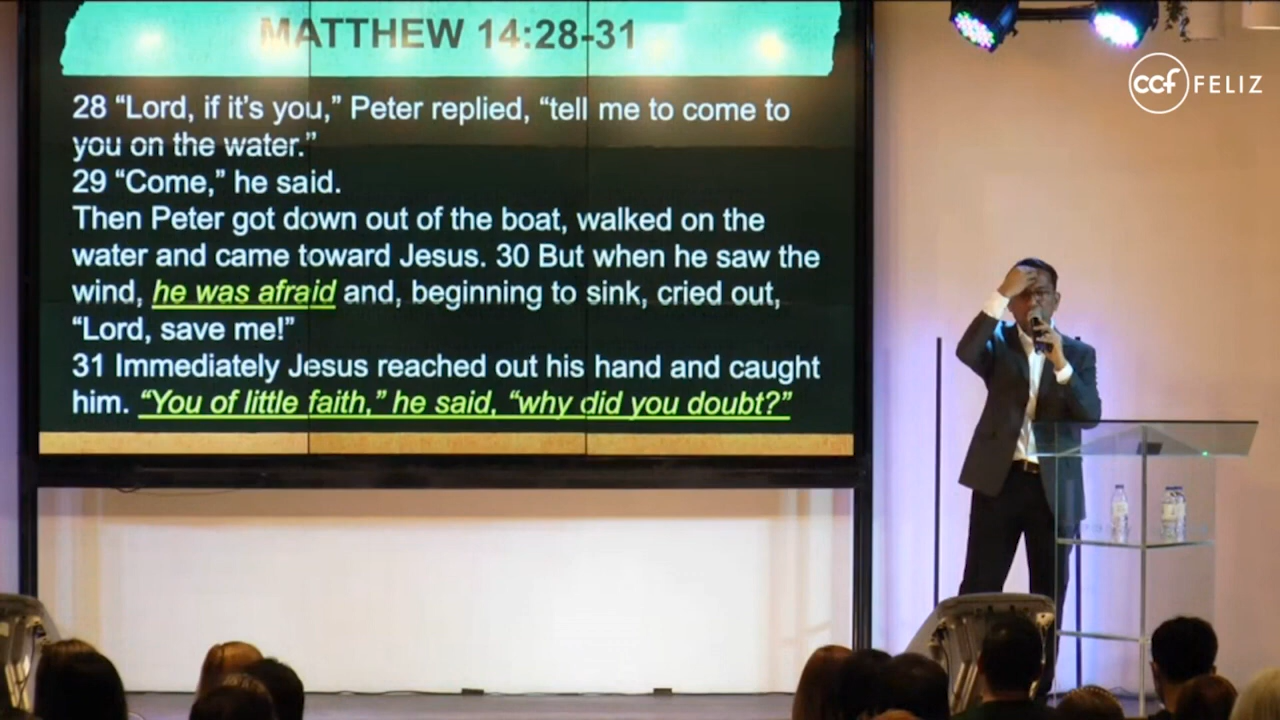 MATTHEW 14:28-31
ccf FELIZ
28 “Lord, if it’s you,” Peter replied, “tell me to come to
you on the water.”
29 “Come,” he said.
Then Peter got down out of the boat, walked on the
water and came toward Jesus. 30 But when he saw the
wind, he was afraid and, beginning to sink, cried out,
“Lord, save me!”
31 Immediately Jesus reached out his hand and caught
him. “You of little faith,” he said, “why did you doubt?”